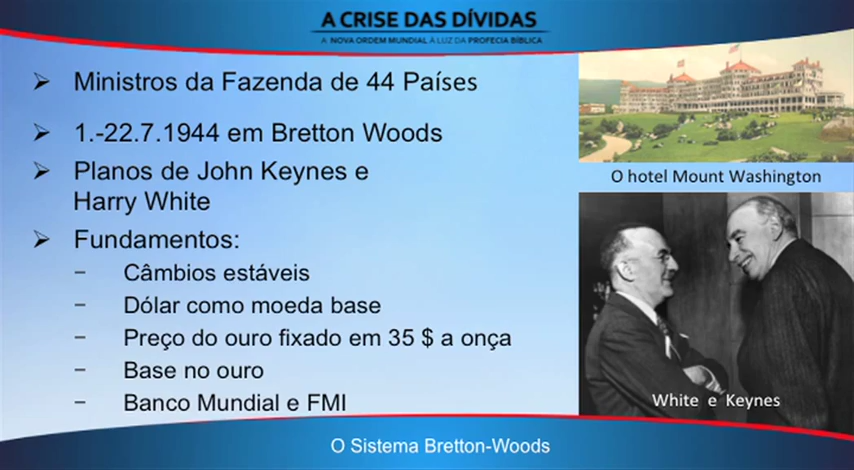 A CRISE DAS DÍVIDAS
A NOVA ORDEM MUNDIAL À LUZ DA PROFECIA BÍBLICA
➢ Ministros da Fazenda de 44 Países
➢ 1.-22.7.1944 em Bretton Woods
➢ Planos de John Keynes e
Harry White
➢ Fundamentos:
− Câmbios estáveis
− Dólar como moeda base
− Preço do ouro fixado em 35 $ a onça
− Base no ouro
− Banco Mundial e FMI
O hotel Mount Washington
White e Keynes
O Sistema Bretton-Woods